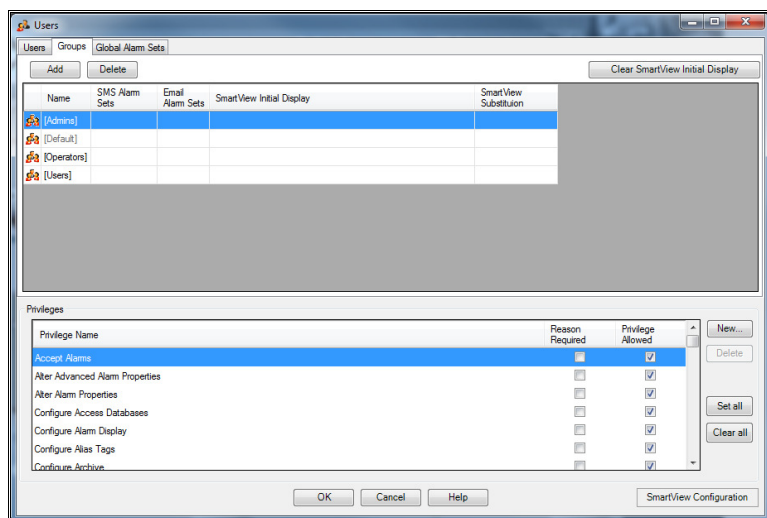 Users
Users Groups Global Alarm Sets
Add Delete Clear SmartView Initial Display
Name SMS Alarm Sets Email Alarm Sets SmartView Initial Display SmartView Substituion
[Admins]
[Default]
[Operators]
[Users]
Privileges
Privilege Name Reason Required Privilege Allowed New...
Accept Alarms Delete
Alter Advanced Alarm Properties
Alter Alarm Properties
Configure Access Databases Set all
Configure Alarm Display Clear all
Configure Alias Tags
Configure Archive
OK Cancel Help SmartView Configuration